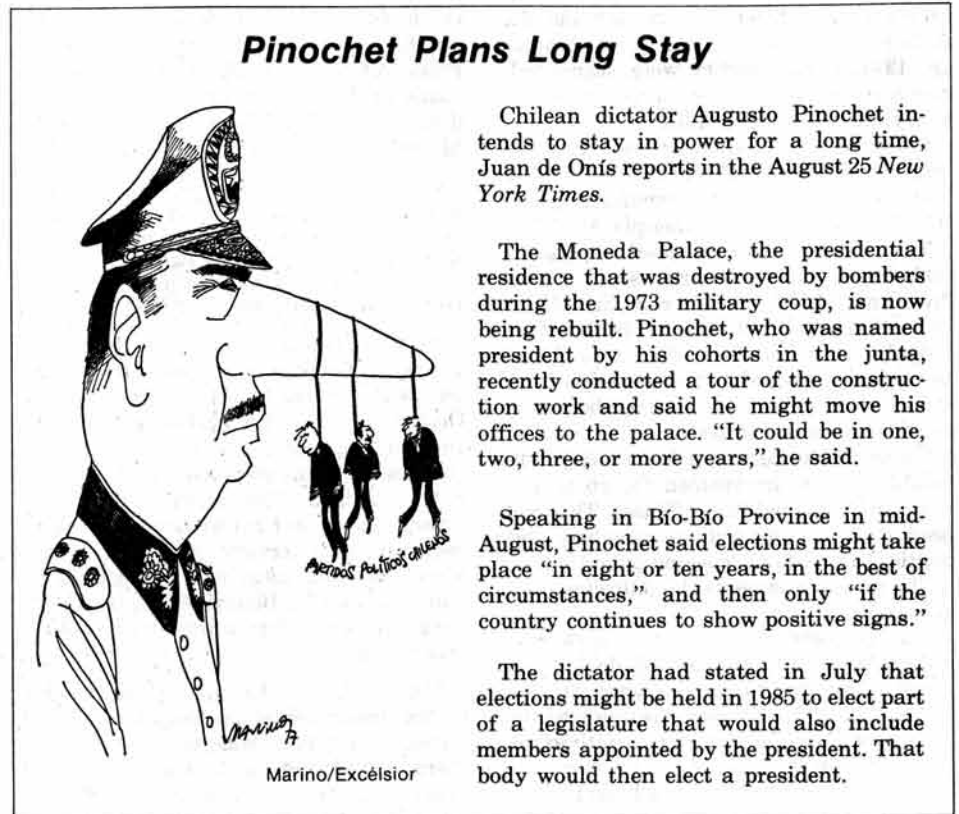 Pinochet Plans Long Stay
Chilean dictator Augusto Pinochet in-
tends to stay in power for a long time,
Juan de Onís reports in the August 25 New
York Times.
The Moneda Palace, the presidential
residence that was destroyed by bombers
during the 1973 military coup, is now
being rebuilt. Pinochet, who was named
president by his cohorts in the junta,
recently conducted a tour of the construc-
tion work and said he might move his
offices to the palace. “It could be in one,
two, three, or more years,” he said.
Speaking in Bío-Bío Province in mid-
August, Pinochet said elections might take
place “in eight or ten years, in the best of
circumstances,” and then only “if the
country continues to show positive signs.”
The dictator had stated in July that
elections might be held in 1985 to elect part
of a legislature that would also include
members appointed by the president. That
body would then elect a president.
PARTIDOS POLÍTICOS CHILENOS
Marino
77
Marino/Excélsior